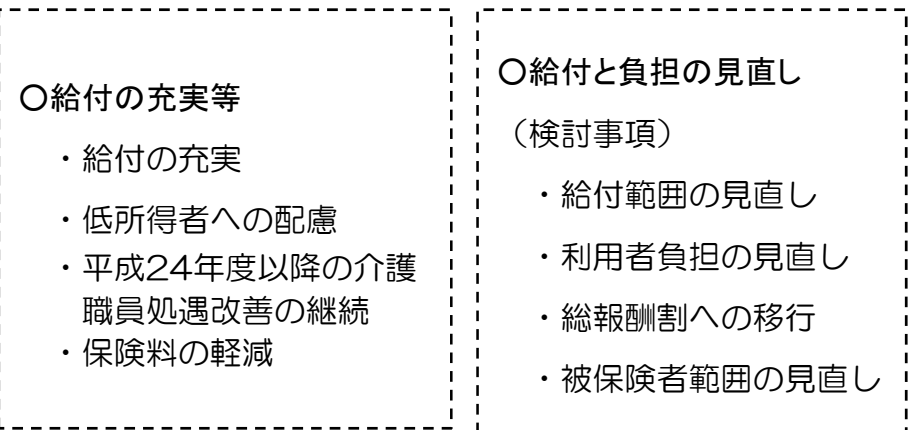 ○給付の充実等
・給付の充実
・低所得者への配慮
・平成24年度以降の介護
職員処遇改善の継続
・保険料の軽減
○給付と負担の見直し
（検討事項）
・給付範囲の見直し
・利用者負担の見直し
・総報酬割への移行
・被保険者範囲の見直し